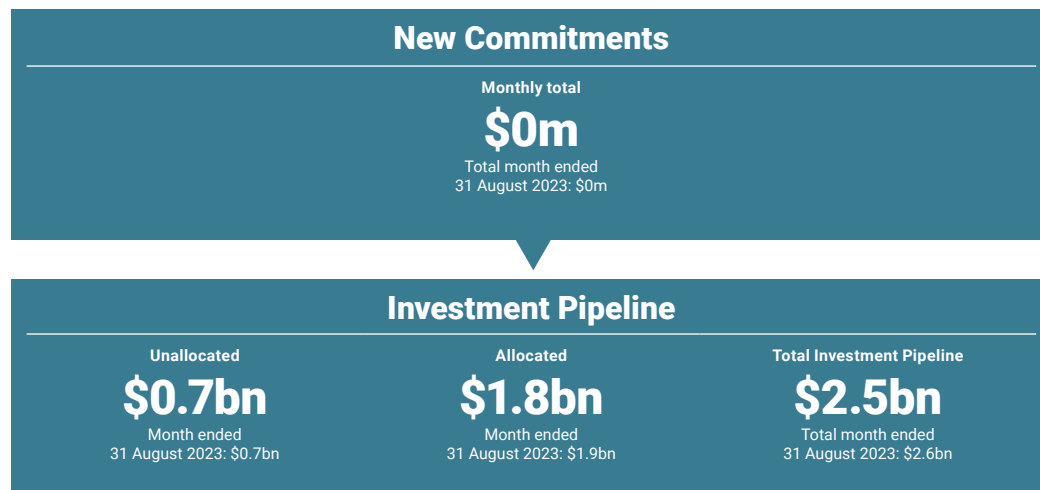 New Commitments
Monthly total
$0m
Total month ended
31 August 2023: $0m
Investment Pipeline
Unallocated
$0.7bn
Month ended
31 August 2023: $0.7bn
Allocated
$1.8bn
Month ended
31 August 2023: $1.9bn
Total Investment Pipeline
$2.5bn
Total month ended
31 August 2023: $2.6bn